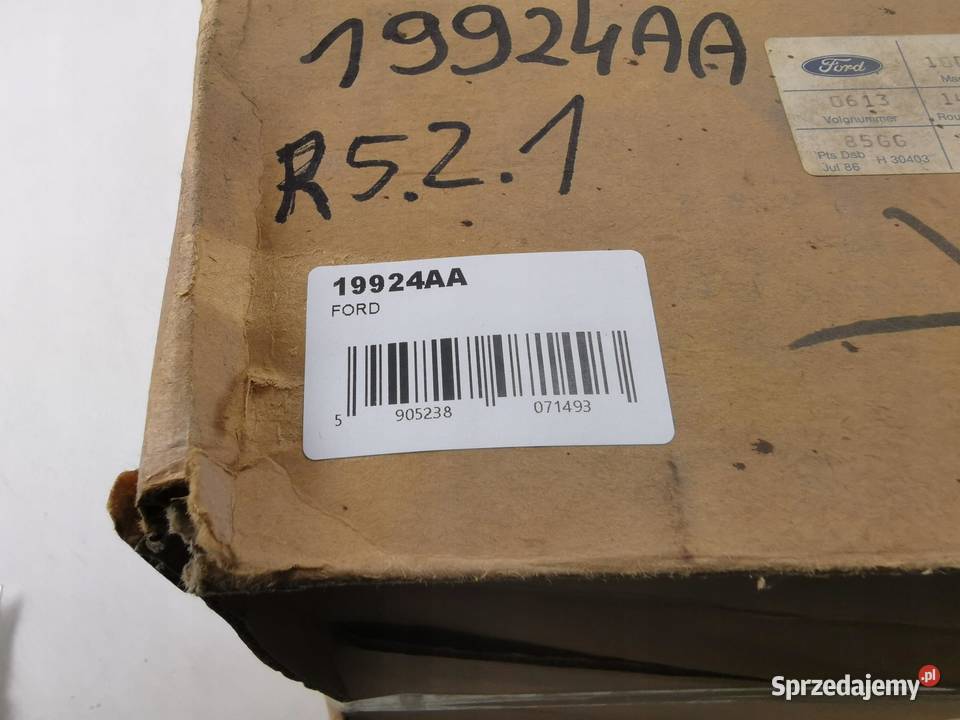 19924AA
R5.2.1
Ford
0613
Volgnummer
85GG
Pts Dsb H 30403
Jul 86
19924AA
FORD
5 905238 071493
Sprzedajemy.pl